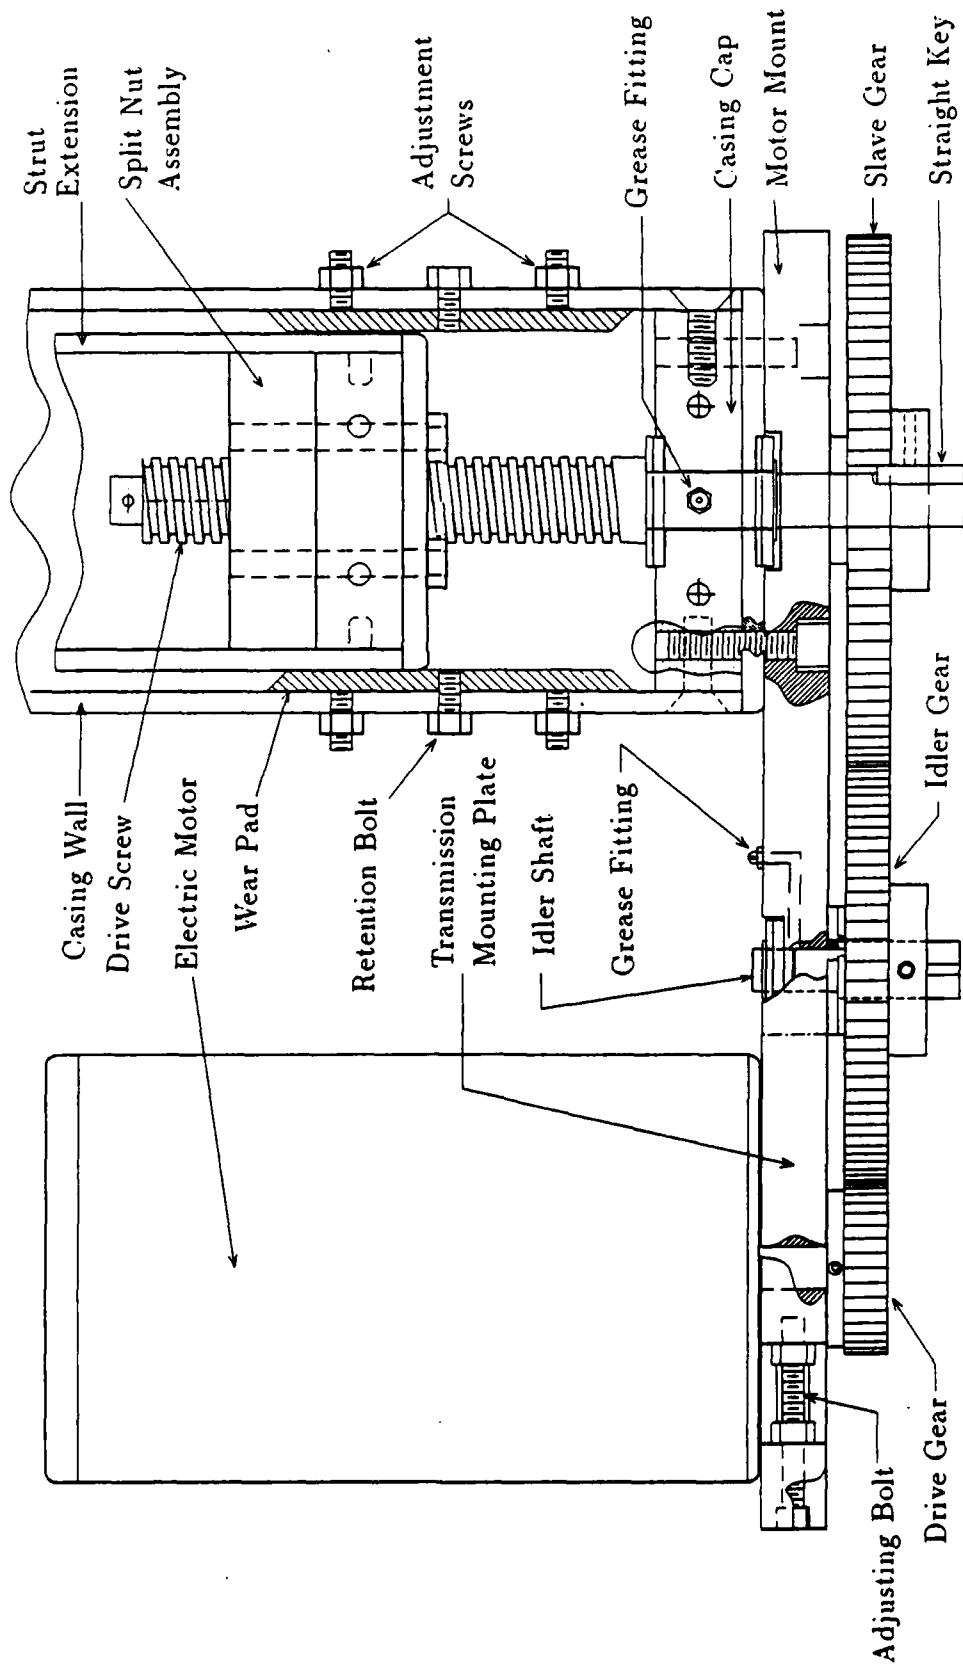 Strut
Extension
Split Nut
Assembly
Adjustment
Screws
Grease Fitting
Casing Cap
Motor Mount
Slave Gear
Straight Key
Casing Wall
Drive Screw
Electric Motor
Wear Pad
Retention Bolt
Transmission
Mounting Plate
Idler Shaft
Grease Fitting
Idler Gear
Drive Gear
Adjusting Bolt